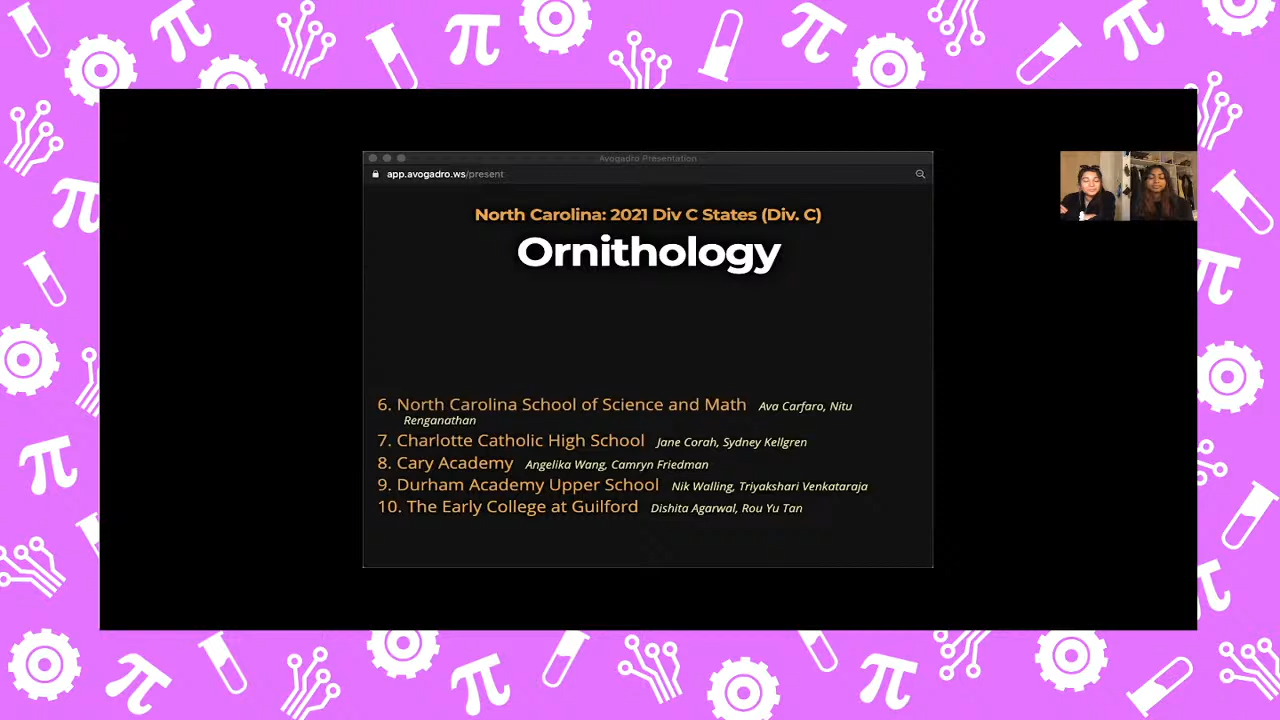 Avogadro Presentation
app.avogadro.ws/present
North Carolina: 2021 Div C States (Div. C)
Ornithology
6. North Carolina School of Science and Math Ava Carfaro, Nitu
Renganathan
7. Charlotte Catholic High School Jane Corah, Sydney Kellgren
8. Cary Academy Angelika Wang, Camryn Friedman
9. Durham Academy Upper School Nik Walling, Triyakshari Venkataraja
10. The Early College at Guilford Dishita Agarwal, Rou Yu Tan